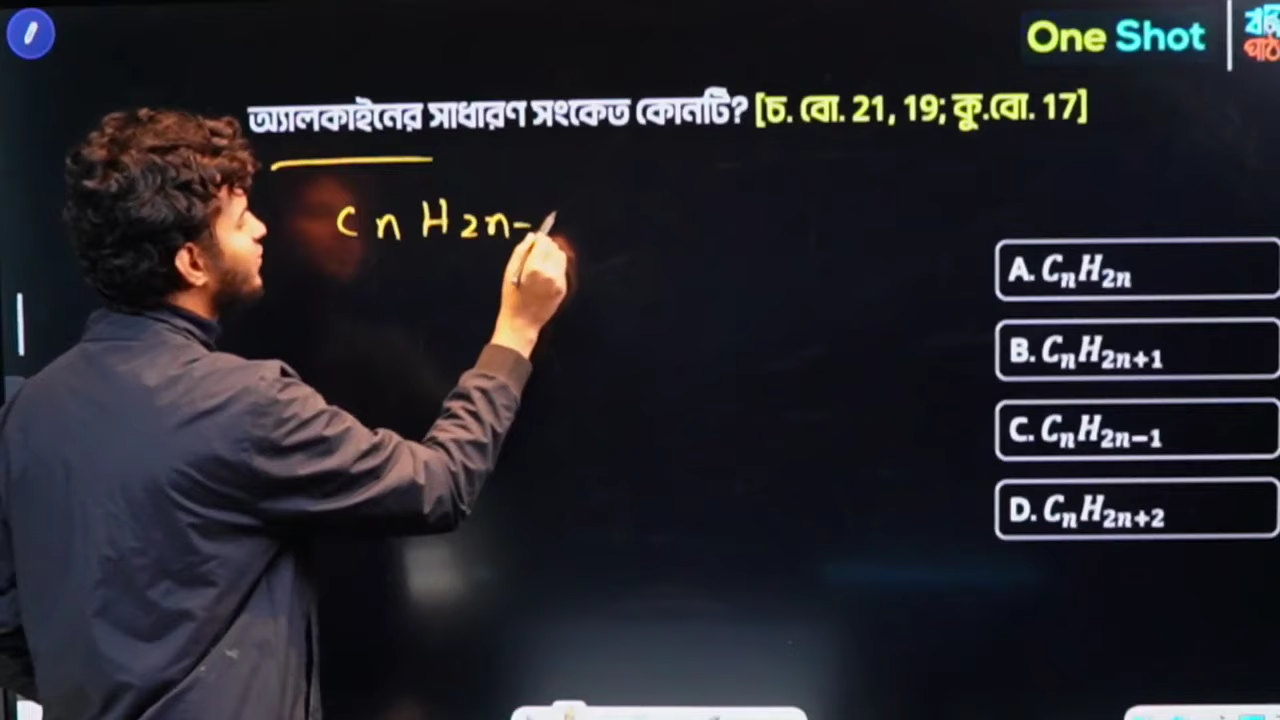 One Shot
অ্যালকাইনের সাধারণ সংকেত কোনটি? [চ. বো. 21, 19; কু.বো. 17]
CnH2n-
A. CₙH₂ₙ
B. CₙH₂ₙ₊₁
C. CₙH₂ₙ₋₁
D. CₙH₂ₙ₊₂